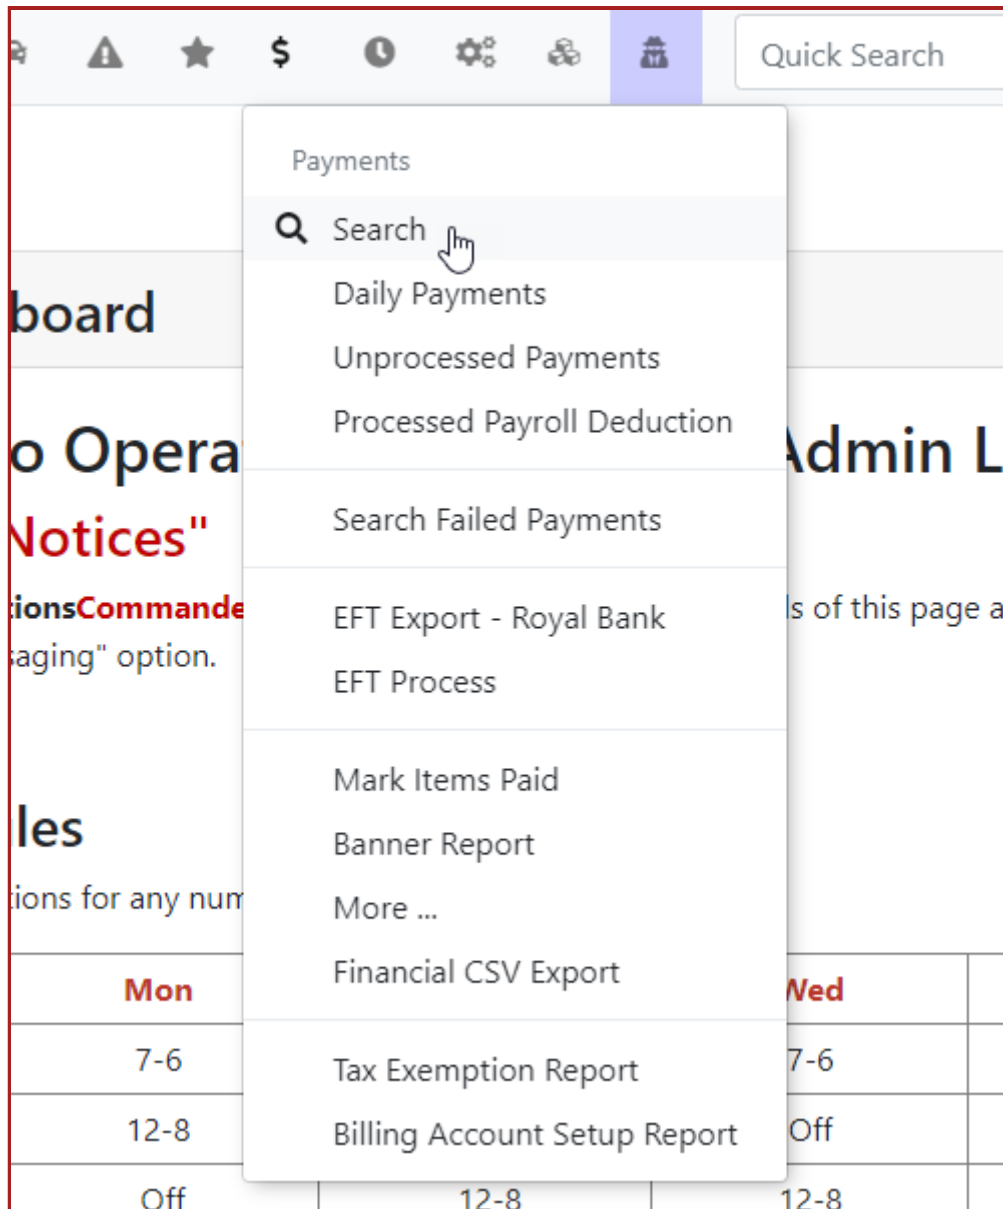 $
Quick Search
Payments
Search
Daily Payments
Unprocessed Payments
Processed Payroll Deduction
Search Failed Payments
EFT Export - Royal Bank
EFT Process
Mark Items Paid
Banner Report
More ...
Financial CSV Export
Tax Exemption Report
Billing Account Setup Report
board
o Opera Admin L
Notices"
tionsCommande ls of this page a
saging" option.
les
tions for any num
Mon Wed
7-6 7-6
12-8 Off
Off 12-8 12-8